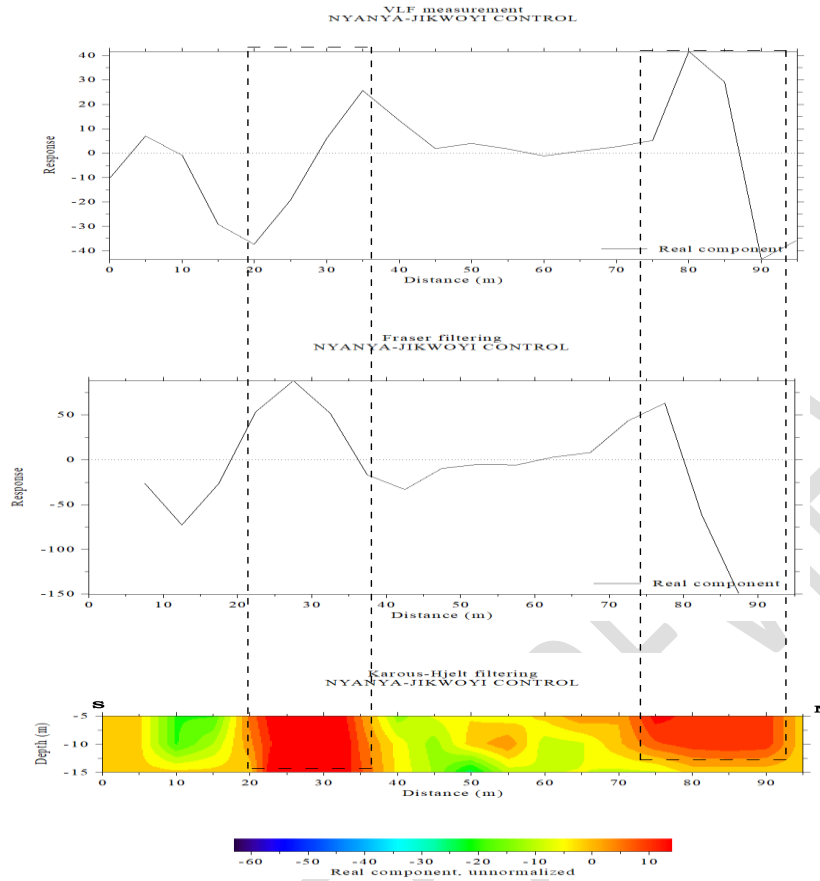 VLF measurement
NYANYA-JIKWOYI CONTROL
40
30
20
10
0
-10
-20
-30
-40
Response
Real component
0 10 20 30 40 50 60 70 80 90
Distance (m)
Fraser filtering
NYANYA-JIKWOYI CONTROL
50
0
-50
-100
-150
Response
Real component
0 10 20 30 40 50 60 70 80 90
Distance (m)
Karous-Hjelt filtering
NYANYA-JIKWOYI CONTROL
S
-5
-10
-15
Depth (m)
0 10 20 30 40 50 60 70 80 90
Distance (m)
-60 -50 -40 -30 -20 -10 0 10
Real component, unnormalized